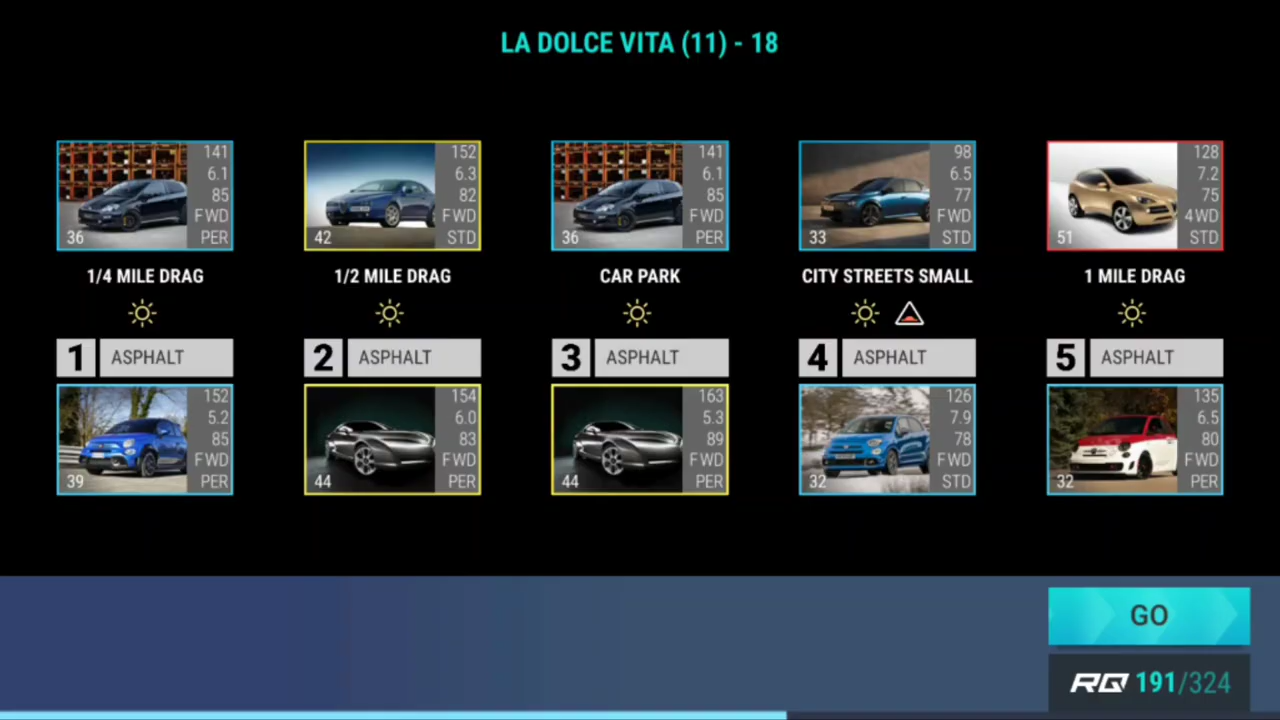 LA DOLCE VITA (11) - 18
141
6.1
85
FWD
36 PER
152
6.3
82
FWD
42 STD
141
6.1
85
FWD
36 PER
98
6.5
77
FWD
33 STD
128
7.2
75
4WD
51 STD
1/4 MILE DRAG
1/2 MILE DRAG
CAR PARK
CITY STREETS SMALL
1 MILE DRAG
1 ASPHALT
2 ASPHALT
3 ASPHALT
4 ASPHALT
5 ASPHALT
152
5.2
85
FWD
39 PER
154
6.0
83
FWD
44 PER
163
5.3
89
FWD
44 PER
126
7.9
78
FWD
32 STD
135
6.5
80
FWD
32 PER
GO
RQ 191/324